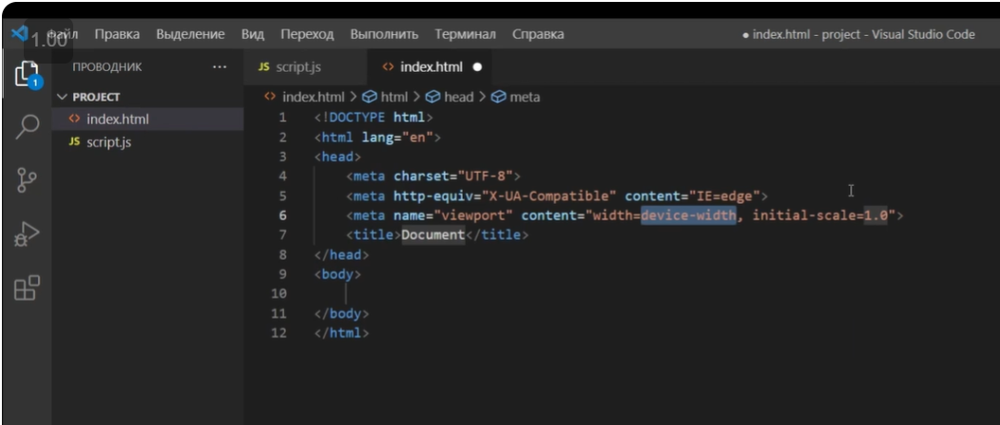 Файл Правка Выделение Вид Переход Выполнить Терминал Справка ● index.html - project - Visual Studio Code
1.00
ПРОВОДНИК ··· JS script.js <> index.html ●
1
PROJECT
<> index.html
JS script.js
<> index.html > html > head > meta
1 <!DOCTYPE html>
2 <html lang="en">
3 <head>
4 <meta charset="UTF-8">
5 <meta http-equiv="X-UA-Compatible" content="IE=edge">
6 <meta name="viewport" content="width=device-width, initial-scale=1.0">
7 <title>Document</title>
8 </head>
9 <body>
10
11 </body>
12 </html>